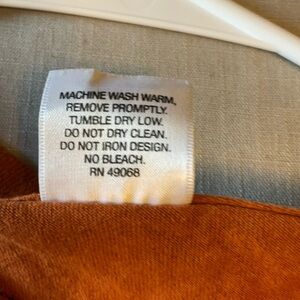 MACHINE WASH WARM,
REMOVE PROMPTLY.
TUMBLE DRY LOW.
DO NOT DRY CLEAN.
DO NOT IRON DESIGN.
NO BLEACH.
RN 49068